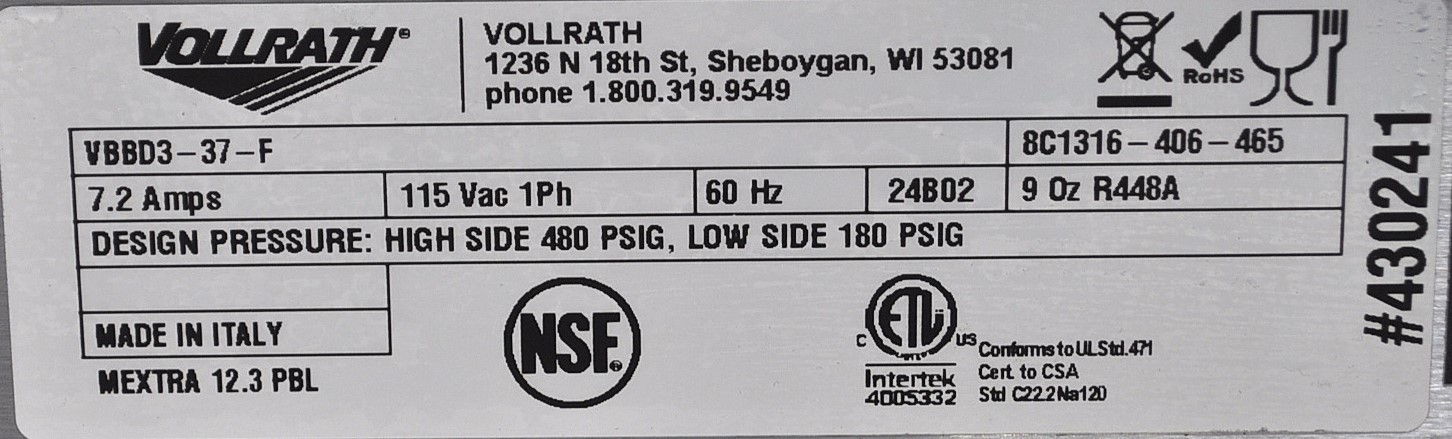 VOLLRATH®
VOLLRATH
1236 N 18th St, Sheboygan, WI 53081
phone 1.800.319.9549
RoHS
VBBD3-37-F 8C1316-406-465
7.2 Amps 115 Vac 1Ph 60 Hz 24B02 9 Oz R448A
DESIGN PRESSURE: HIGH SIDE 480 PSIG, LOW SIDE 180 PSIG
MADE IN ITALY
MEXTRA 12.3 PBL
NSF®
C ETL US
Intertek
4005332
Conforms to UL Std. 471
Cert. to CSA
Std C22.2 Na120
#430241